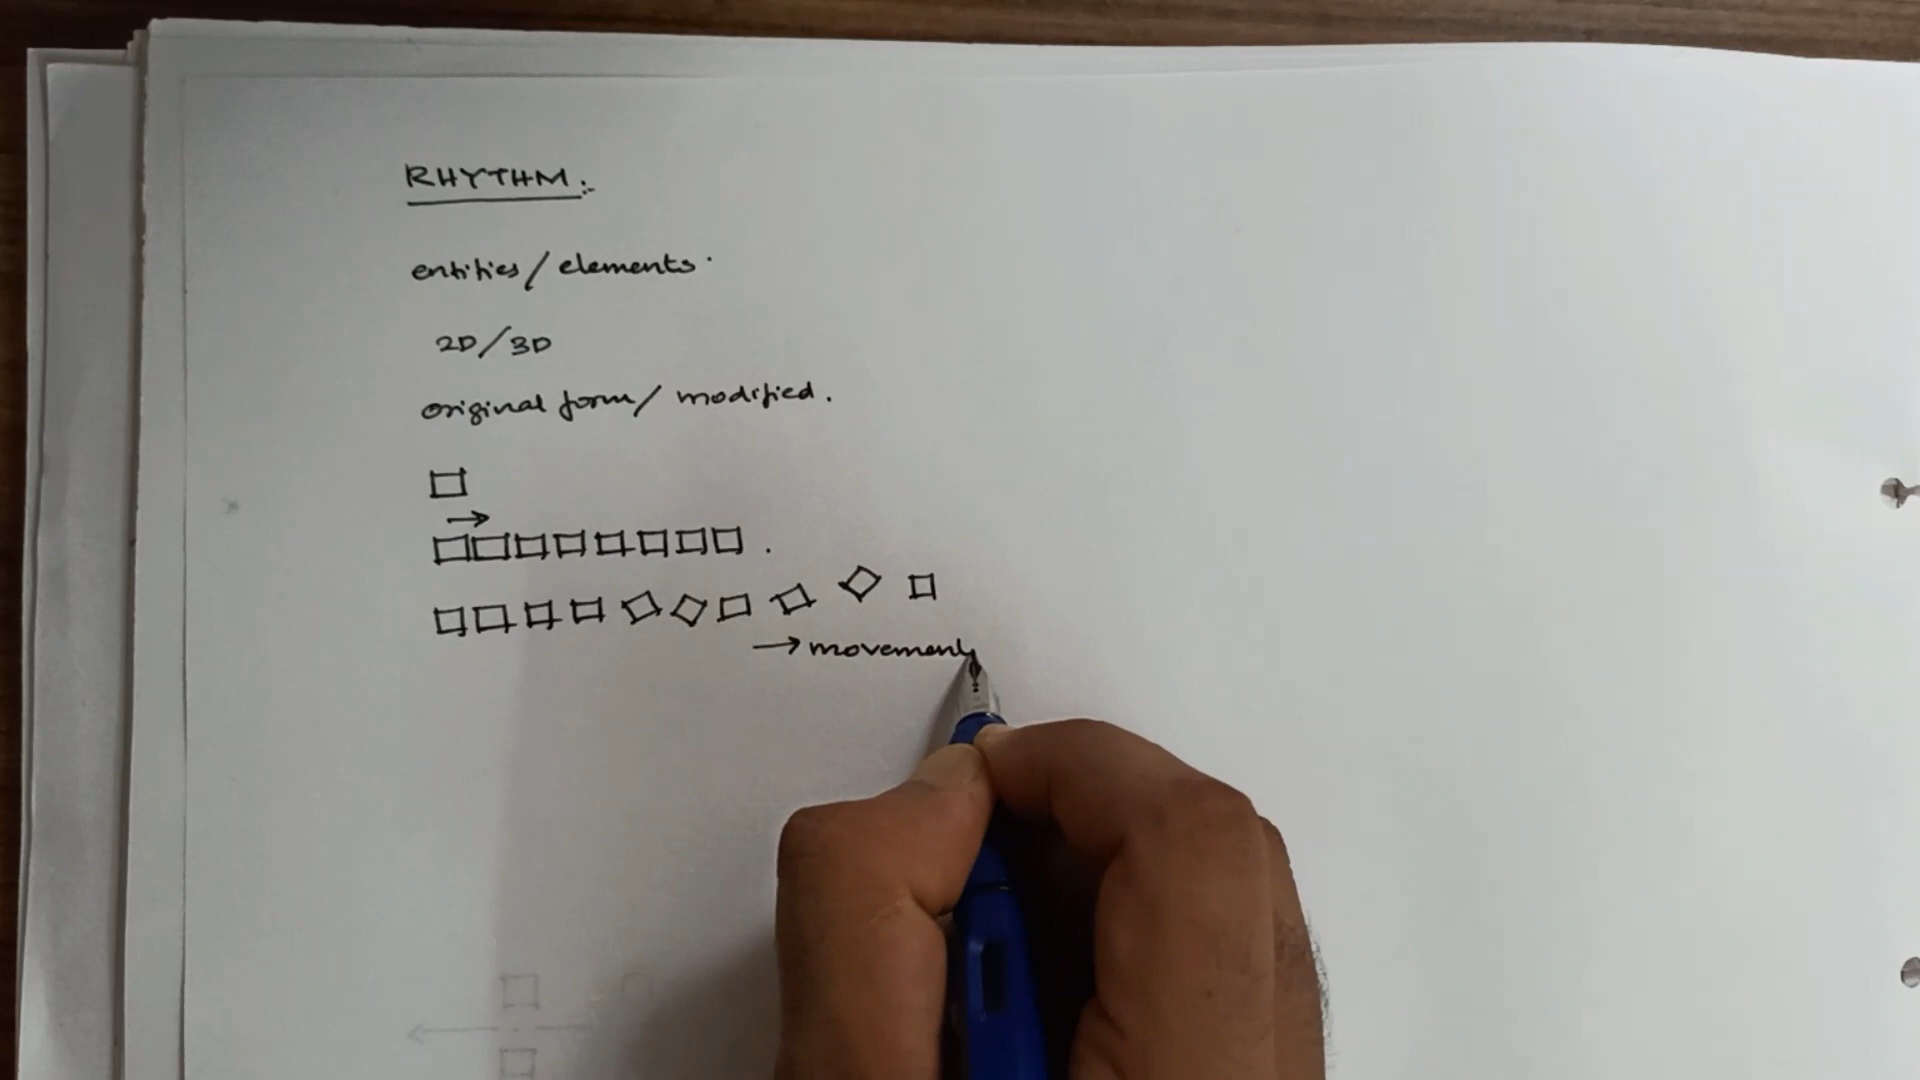 RHYTHM:-
entities/elements.
2D/3D
original form/modified.
→
→ movement